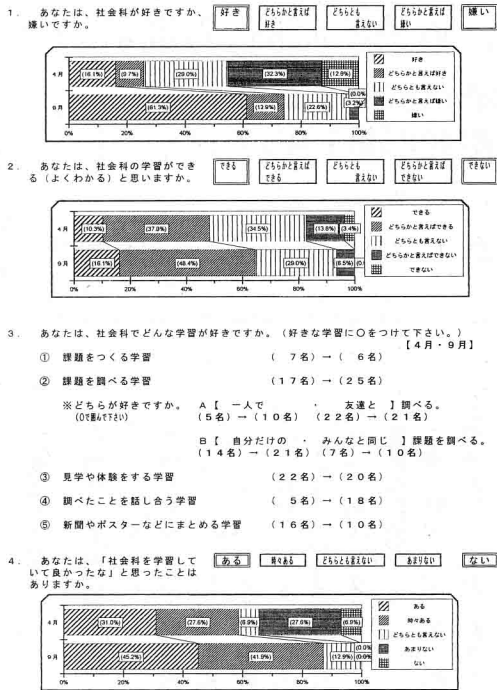 1. あなたは、社会科が好きですか、嫌いですか。
好き どちらかと言えば好き どちらとも言えない どちらかと言えば嫌い 嫌い
4月 (16.1%) (9.7%) (29.0%) (32.3%) (12.9%)
(61.3%) (12.9%) (22.6%) (3.2%) (0.0%
0% 20% 40% 60% 80% 100%
好き
どちらかと言えば好き
どちらとも言えない
どちらかと言えば嫌い
嫌い
2. あなたは、社会科の学習ができる(よくわかる)と思いますか。
できる どちらかと言えばできる どちらとも言えない どちらかと言えばできない できない
4月 (10.3%) (37.9%) (34.5%) (13.8%) (3.4%)
9月 (16.1%) (48.4%) (29.0%) (6.5%)
0% 20% 40% 60% 80% 100%
できる
どちらかと言えばできる
どちらとも言えない
どちらかと言えばできない
できない
3. あなたは、社会科でどんな学習が好きですか。(好きな学習に○をつけて下さい。)
【4月・9月】
① 課題をつくる学習 ( 7名)→( 6名)
② 課題を調べる学習 (17名)→(25名)
※どちらが好きですか。 A【 一人で ・ 友達と 】調べる。
(○で囲んで下さい) (5名)→(10名) (22名)→(21名)
B【 自分だけの ・ みんなと同じ 】課題を調べる。
(14名)→(21名) (7名)→(10名)
③ 見学や体験をする学習 (22名)→(20名)
④ 調べたことを話し合う学習 ( 5名)→(18名)
⑤ 新聞やポスターなどにまとめる学習 (16名)→(10名)
4. あなたは、「社会科を学習していて良かったな」と思ったことはありますか。
ある 時々ある どちらとも言えない あまりない ない
4月 (31.0%) (27.6%) (6.9%) (27.6%) (6.9%)
9月 (45.2%) (41.9%) (12.9%) (0.0% (0.0%
0% 20% 40% 60% 80% 100%
ある
時々ある
どちらとも言えない
あまりない
ない